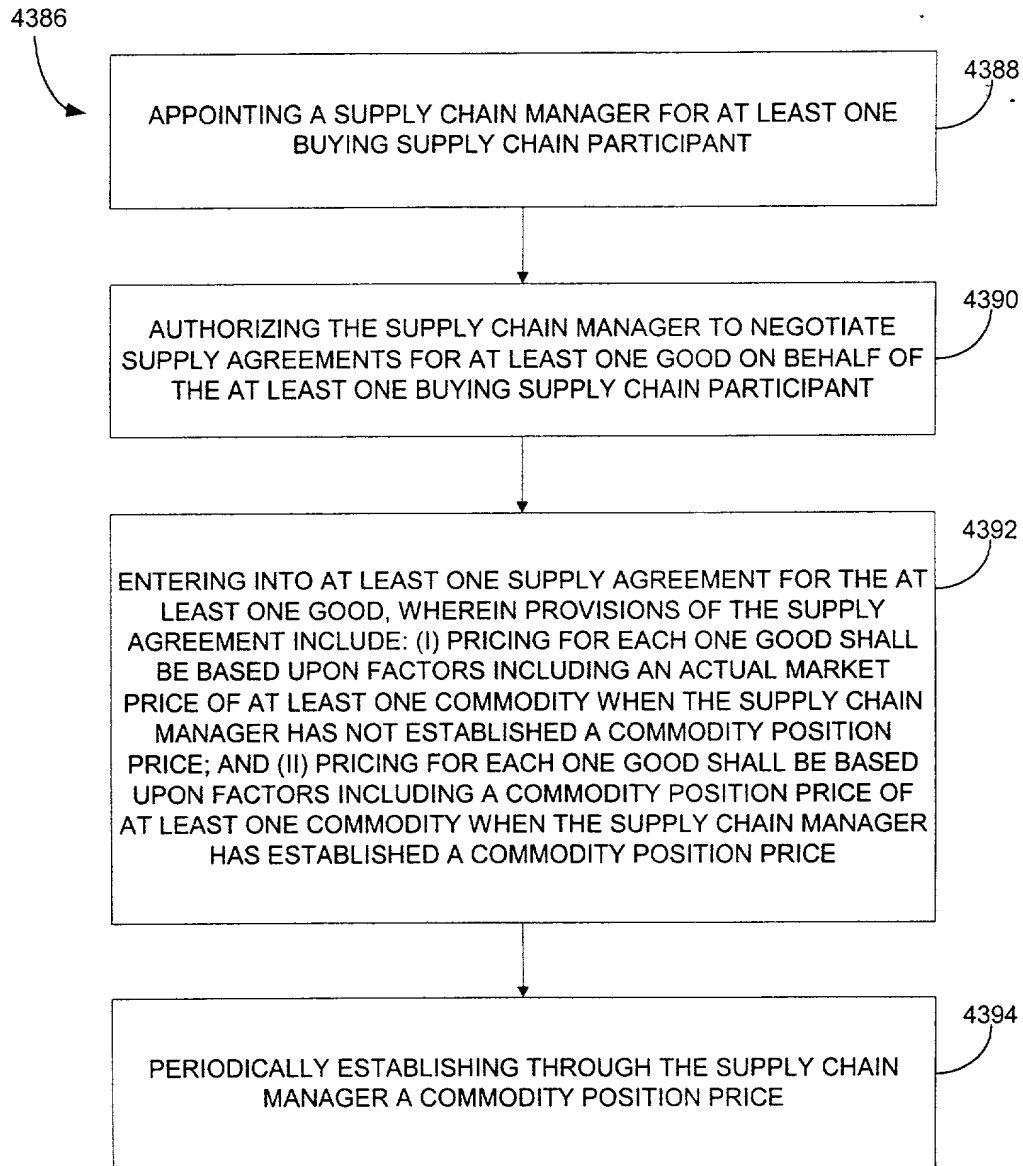 4386
4388
APPOINTING A SUPPLY CHAIN MANAGER FOR AT LEAST ONE
BUYING SUPPLY CHAIN PARTICIPANT
4390
AUTHORIZING THE SUPPLY CHAIN MANAGER TO NEGOTIATE
SUPPLY AGREEMENTS FOR AT LEAST ONE GOOD ON BEHALF OF
THE AT LEAST ONE BUYING SUPPLY CHAIN PARTICIPANT
4392
ENTERING INTO AT LEAST ONE SUPPLY AGREEMENT FOR THE AT
LEAST ONE GOOD, WHEREIN PROVISIONS OF THE SUPPLY
AGREEMENT INCLUDE: (I) PRICING FOR EACH ONE GOOD SHALL
BE BASED UPON FACTORS INCLUDING AN ACTUAL MARKET
PRICE OF AT LEAST ONE COMMODITY WHEN THE SUPPLY CHAIN
MANAGER HAS NOT ESTABLISHED A COMMODITY POSITION
PRICE; AND (II) PRICING FOR EACH ONE GOOD SHALL BE BASED
UPON FACTORS INCLUDING A COMMODITY POSITION PRICE OF
AT LEAST ONE COMMODITY WHEN THE SUPPLY CHAIN MANAGER
HAS ESTABLISHED A COMMODITY POSITION PRICE
4394
PERIODICALLY ESTABLISHING THROUGH THE SUPPLY CHAIN
MANAGER A COMMODITY POSITION PRICE